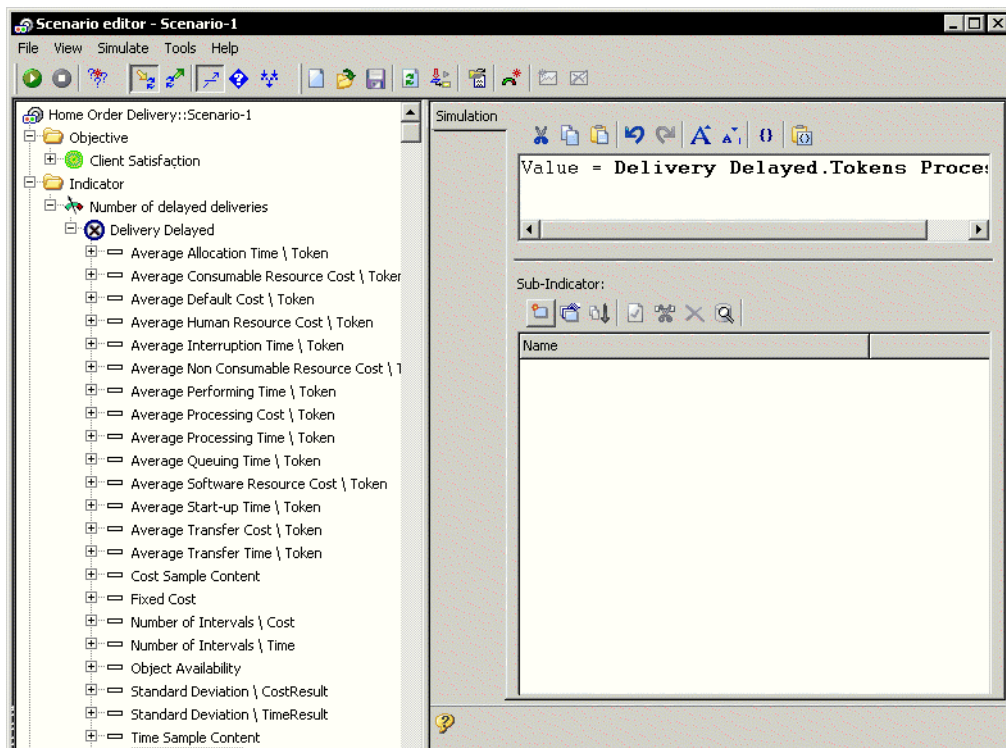 Scenario editor - Scenario-1
File View Simulate Tools Help
Home Order Delivery::Scenario-1
Objective
Client Satisfaction
Indicator
Number of delayed deliveries
Delivery Delayed
Average Allocation Time \ Token
Average Consumable Resource Cost \ Token
Average Default Cost \ Token
Average Human Resource Cost \ Token
Average Interruption Time \ Token
Average Non Consumable Resource Cost \ T
Average Performing Time \ Token
Average Processing Cost \ Token
Average Processing Time \ Token
Average Queuing Time \ Token
Average Software Resource Cost \ Token
Average Start-up Time \ Token
Average Transfer Cost \ Token
Average Transfer Time \ Token
Cost Sample Content
Fixed Cost
Number of Intervals \ Cost
Number of Intervals \ Time
Object Availability
Standard Deviation \ CostResult
Standard Deviation \ TimeResult
Time Sample Content
Simulation
Value = Delivery Delayed.Tokens Proces
Sub-Indicator:
Name